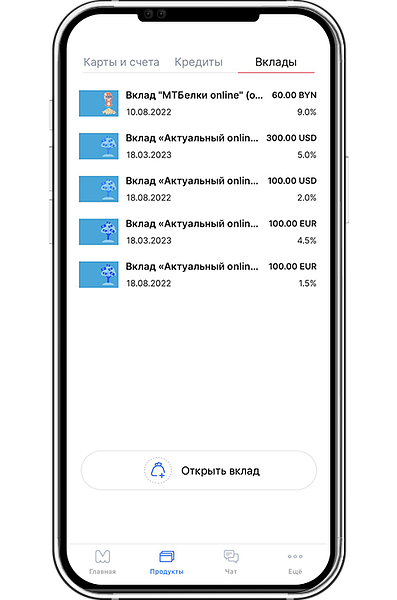 Карты и счета Кредиты Вклады
Вклад "МТБелки online" (о... 60.00 BYN
10.08.2022 9.0%
Вклад «Актуальный onlin... 300.00 USD
18.03.2023 5.0%
Вклад «Актуальный onlin... 100.00 USD
18.08.2022 2.0%
Вклад «Актуальный onlin... 100.00 EUR
18.03.2023 4.5%
Вклад «Актуальный onlin... 100.00 EUR
18.08.2022 1.5%
Открыть вклад
Главная Продукты Чат Ещё